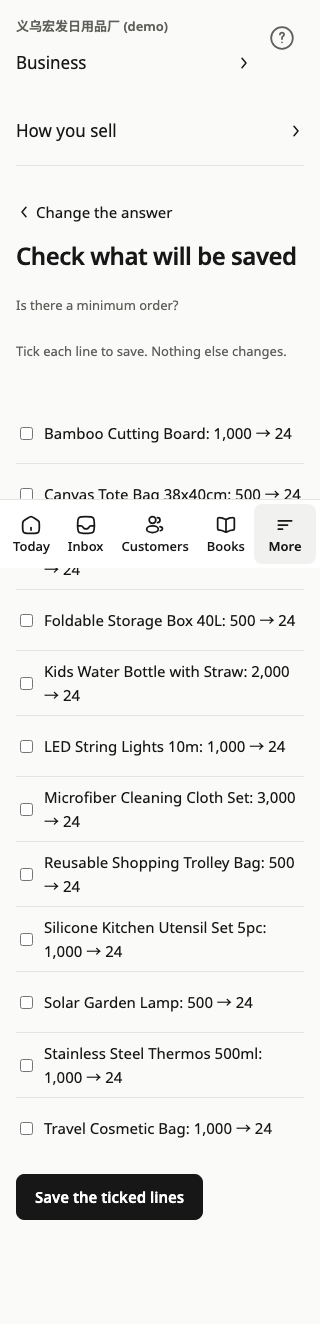 义乌宏发日用品厂 (demo)
Business
How you sell
Change the answer
Check what will be saved
Is there a minimum order?
Tick each line to save. Nothing else changes.
Bamboo Cutting Board: 1,000 → 24
Canvas Tote Bag 38x40cm: 500 → 24
Today
Inbox
Customers
Books
More
→ 24
Foldable Storage Box 40L: 500 → 24
Kids Water Bottle with Straw: 2,000
→ 24
LED String Lights 10m: 1,000 → 24
Microfiber Cleaning Cloth Set: 3,000
→ 24
Reusable Shopping Trolley Bag: 500
→ 24
Silicone Kitchen Utensil Set 5pc:
1,000 → 24
Solar Garden Lamp: 500 → 24
Stainless Steel Thermos 500ml:
1,000 → 24
Travel Cosmetic Bag: 1,000 → 24
Save the ticked lines